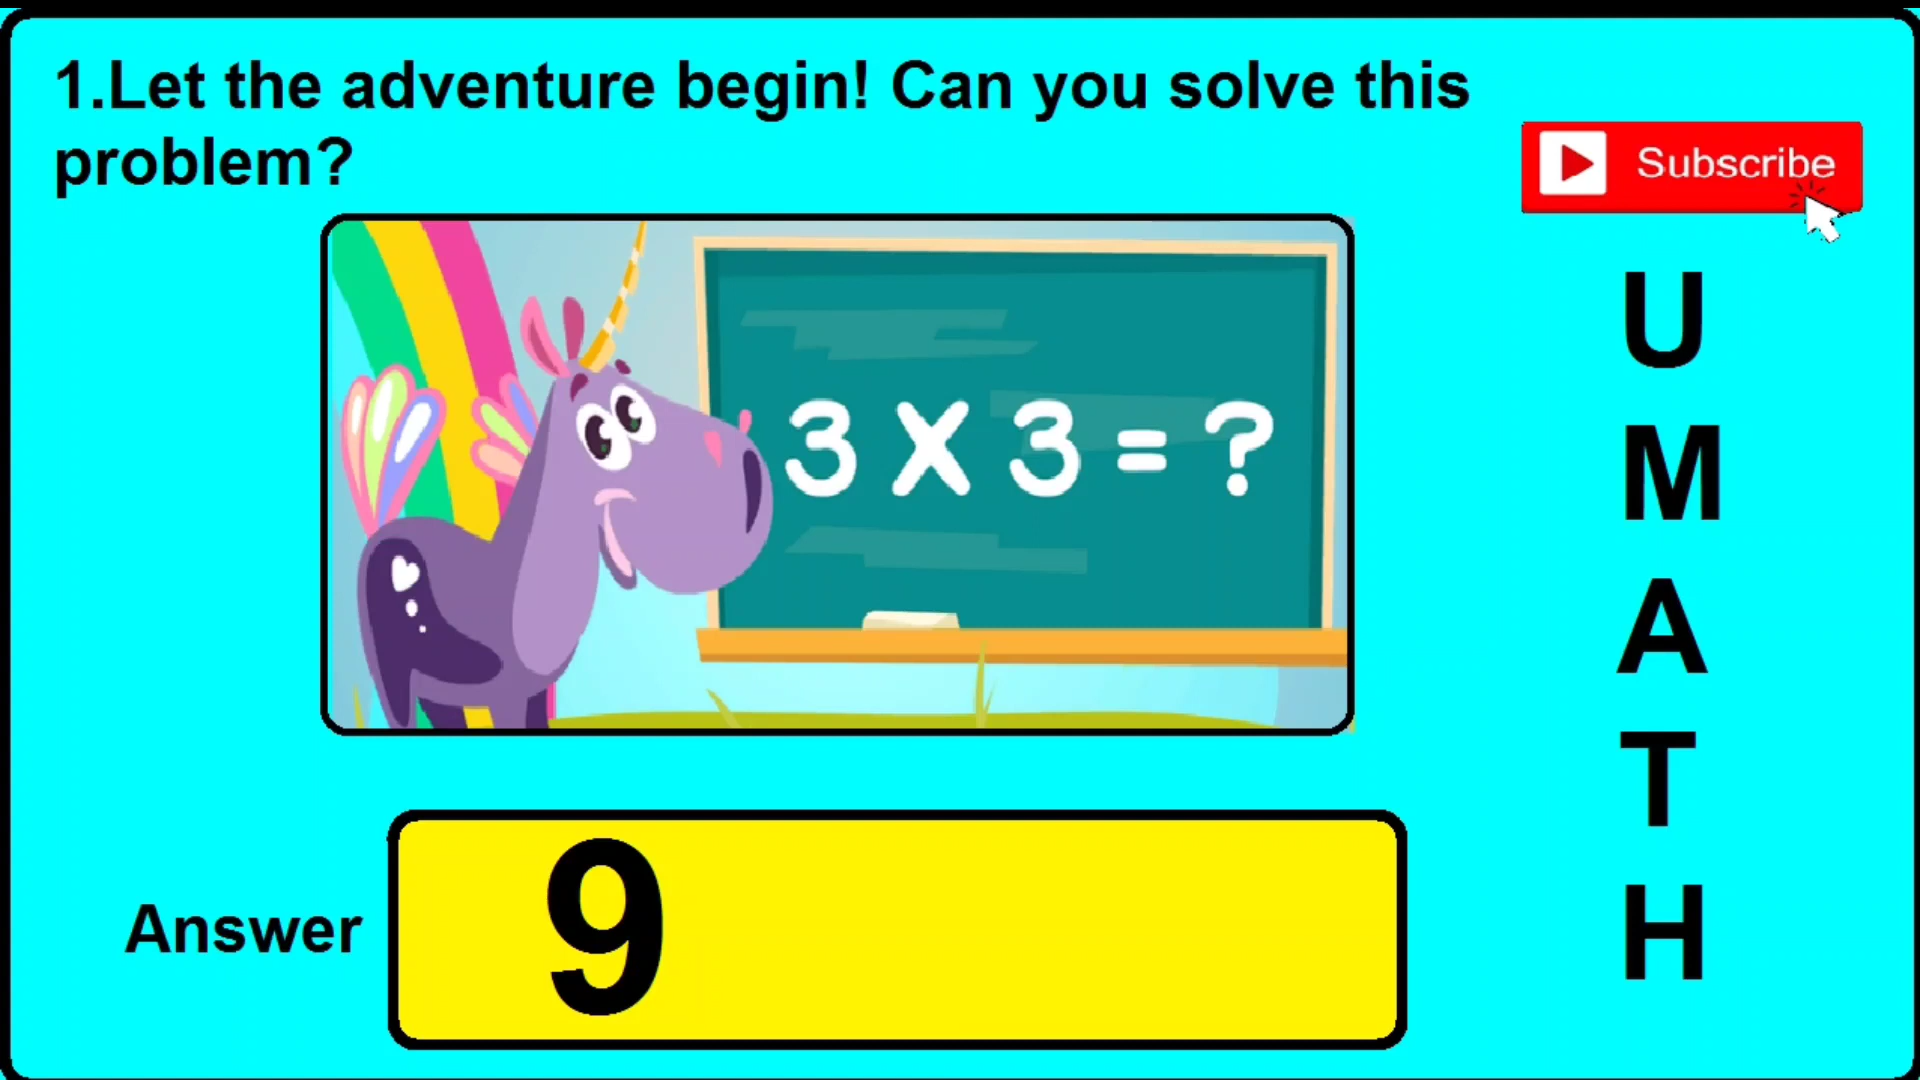 1.Let the adventure begin! Can you solve this
problem?
Subscribe
3 X 3 = ?
U
M
A
T
H
Answer
9